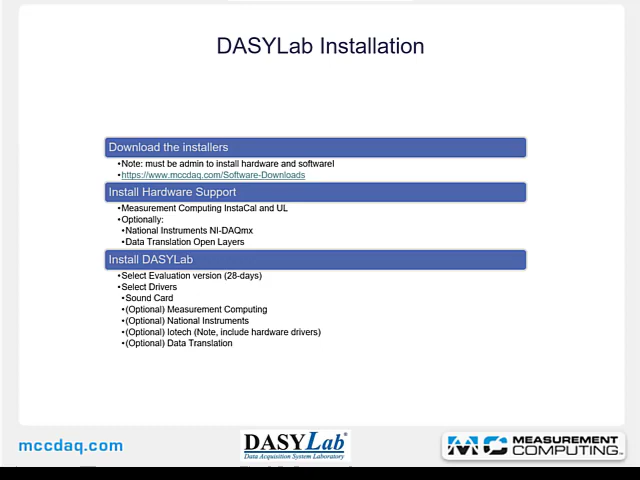 DASYLab Installation
Download the installers
•Note: must be admin to install hardware and software!
•https://www.mccdaq.com/Software-Downloads
Install Hardware Support
•Measurement Computing InstaCal and UL
•Optionally:
•National Instruments NI-DAQmx
•Data Translation Open Layers
Install DASYLab
•Select Evaluation version (28-days)
•Select Drivers
•Sound Card
•(Optional) Measurement Computing
•(Optional) National Instruments
•(Optional) Iotech (Note, include hardware drivers)
•(Optional) Data Translation
mccdaq.com
DASYLab®
Data Acquisition System Laboratory
MC MEASUREMENT
COMPUTING™